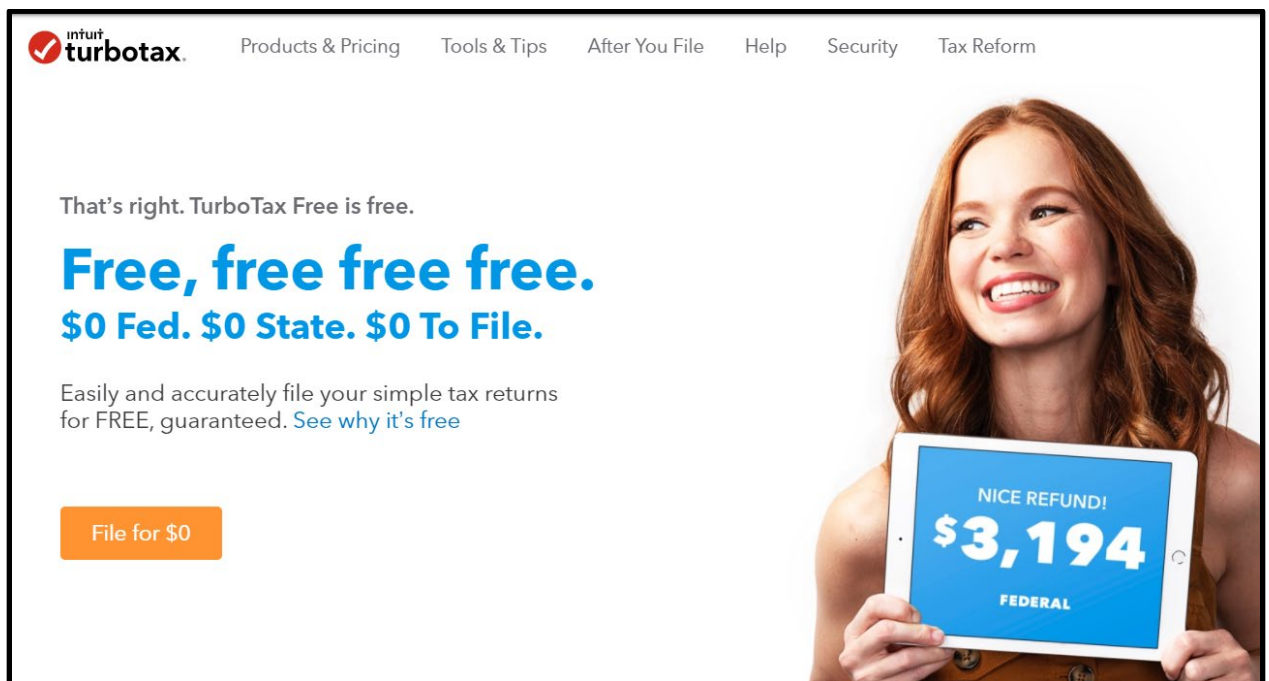 intuit
turbotax.
Products & Pricing Tools & Tips After You File Help Security Tax Reform
That's right. TurboTax Free is free.
Free, free free free.
$0 Fed. $0 State. $0 To File.
Easily and accurately file your simple tax returns
for FREE, guaranteed. See why it's free
File for $0
NICE REFUND!
$3,194
FEDERAL